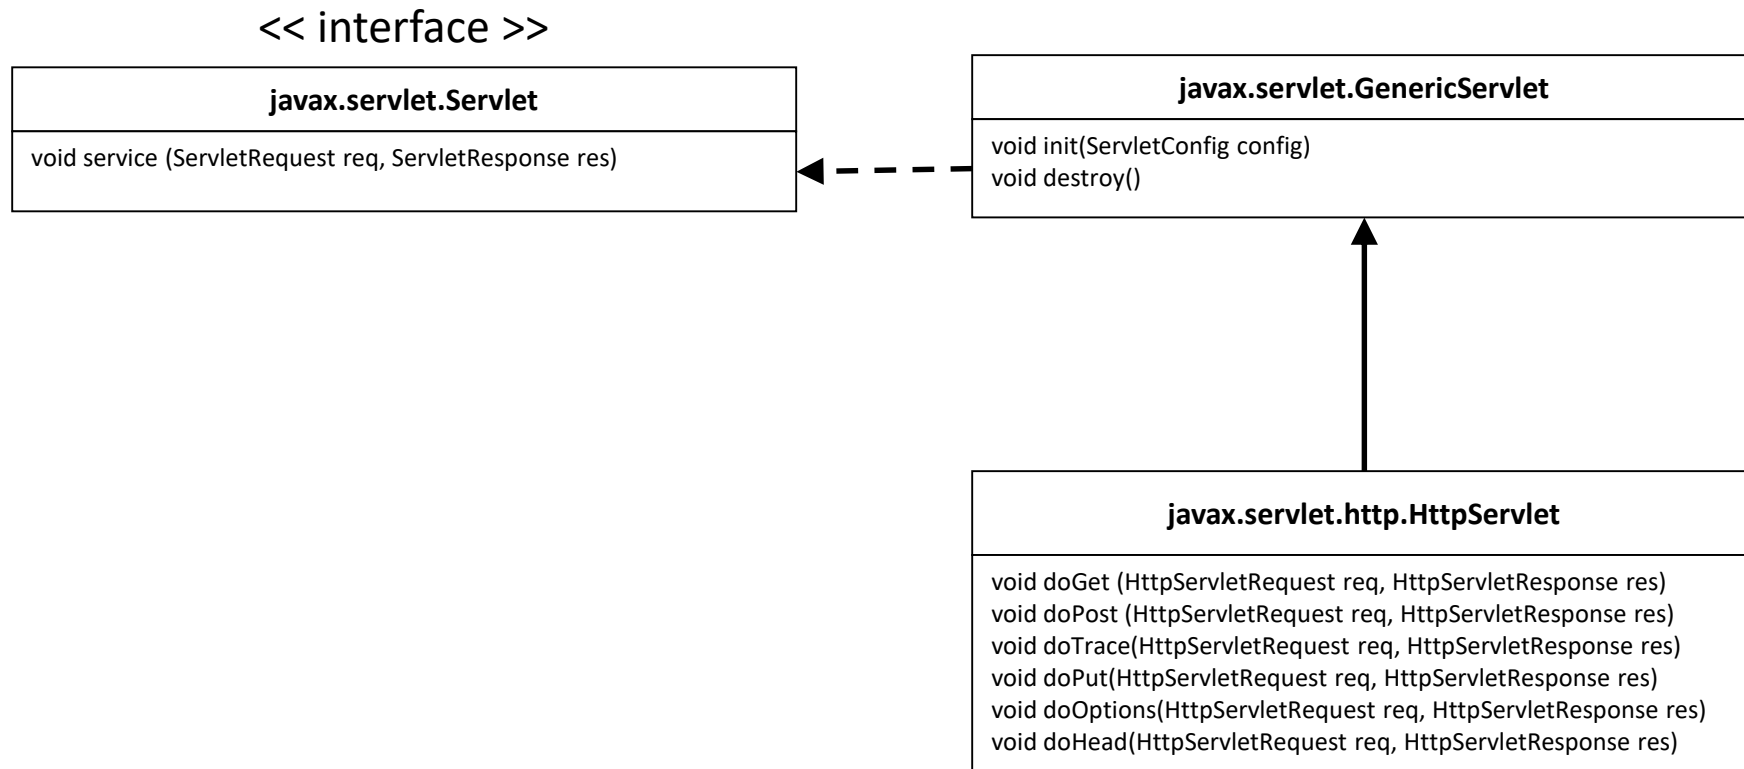 << interface >>
javax.servlet.Servlet
void service (ServletRequest req, ServletResponse res)
javax.servlet.GenericServlet
void init(ServletConfig config)
void destroy()
javax.servlet.http.HttpServlet
void doGet (HttpServletRequest req, HttpServletResponse res)
void doPost (HttpServletRequest req, HttpServletResponse res)
void doTrace(HttpServletRequest req, HttpServletResponse res)
void doPut(HttpServletRequest req, HttpServletResponse res)
void doOptions(HttpServletRequest req, HttpServletResponse res)
void doHead(HttpServletRequest req, HttpServletResponse res)